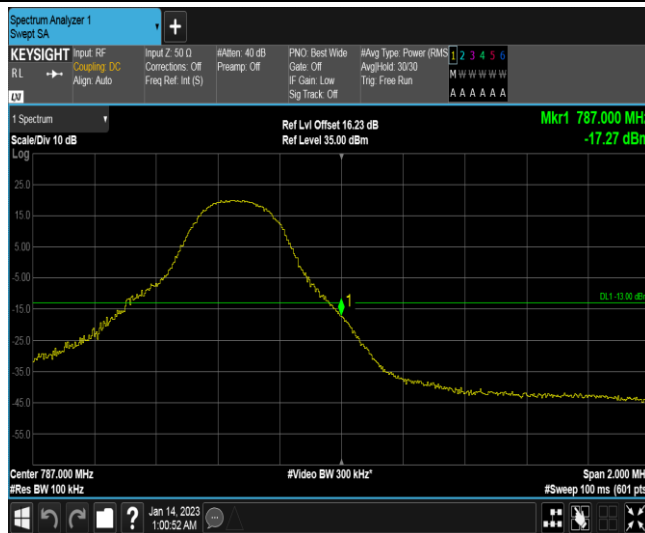 Spectrum Analyzer 1
Swept SA
+
KEYSIGHT Input: RF Input Z: 50 Ω #Atten: 40 dB PNO: Best Wide #Avg Type: Power (RMS 1 2 3 4 5 6
RL Coupling: DC Corrections: Off Preamp: Off Gate: Off Avg|Hold: 30/30 M W W W W W
Align: Auto Freq Ref: Int (S) IF Gain: Low Trig: Free Run
Sig Track: Off A A A A A A
LXI
1 Spectrum Ref Lvl Offset 16.23 dB Mkr1 787.000 MHz
Scale/Div 10 dB Ref Level 35.00 dBm -17.27 dBm
Log
25.0
15.0
5.00
-5.00
DL1 -13.00 dBm
1
-15.0
-25.0
-35.0
-45.0
-55.0
Center 787.000 MHz #Video BW 300 kHz* Span 2.000 MH
#Res BW 100 kHz #Sweep 100 ms (601 pts
? Jan 14, 2023
1:00:52 AM